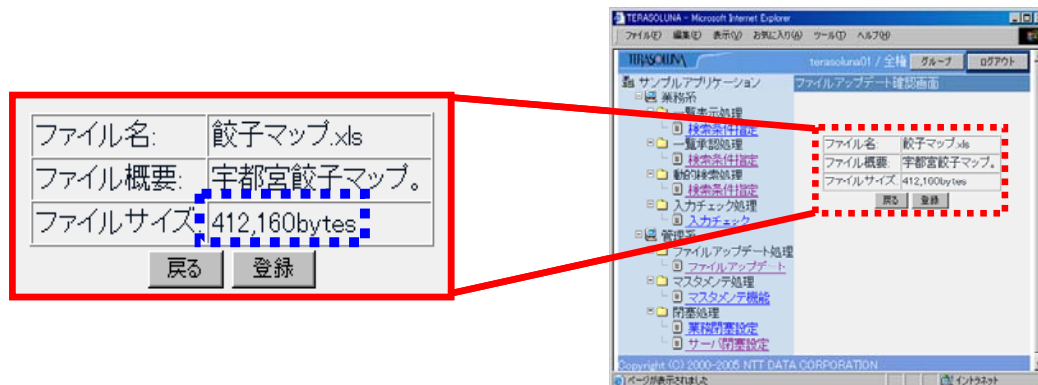 ファイル名: 餃子マップ.xls
ファイル概要: 宇都宮餃子マップ。
ファイルサイズ: 412,160bytes
戻る 登録
TERASOLUNA - Microsoft Internet Explorer
ファイル(F) 編集(E) 表示(V) お気に入り(A) ツール(T) ヘルプ(H)
TERASOLUNA terasoluna01 / 全権 グループ ログアウト
サンプルアプリケーション
ファイルアップデート確認画面
業務系
一覧表示処理
検索条件指定
一覧承認処理
検索条件指定
動的検索処理
検索条件指定
入力チェック処理
入力チェック
管理系
ファイルアップデート処理
ファイルアップデート
マスタメンテ処理
マスタメンテ機能
閉塞処理
業務閉塞設定
サーバ閉塞設定
ファイル名: 餃子マップ.xls
ファイル概要: 宇都宮餃子マップ。
ファイルサイズ: 412,160bytes
戻る 登録
Copyright (C) 2000-2005 NTT DATA CORPORATION
ページが表示されました イントラネット